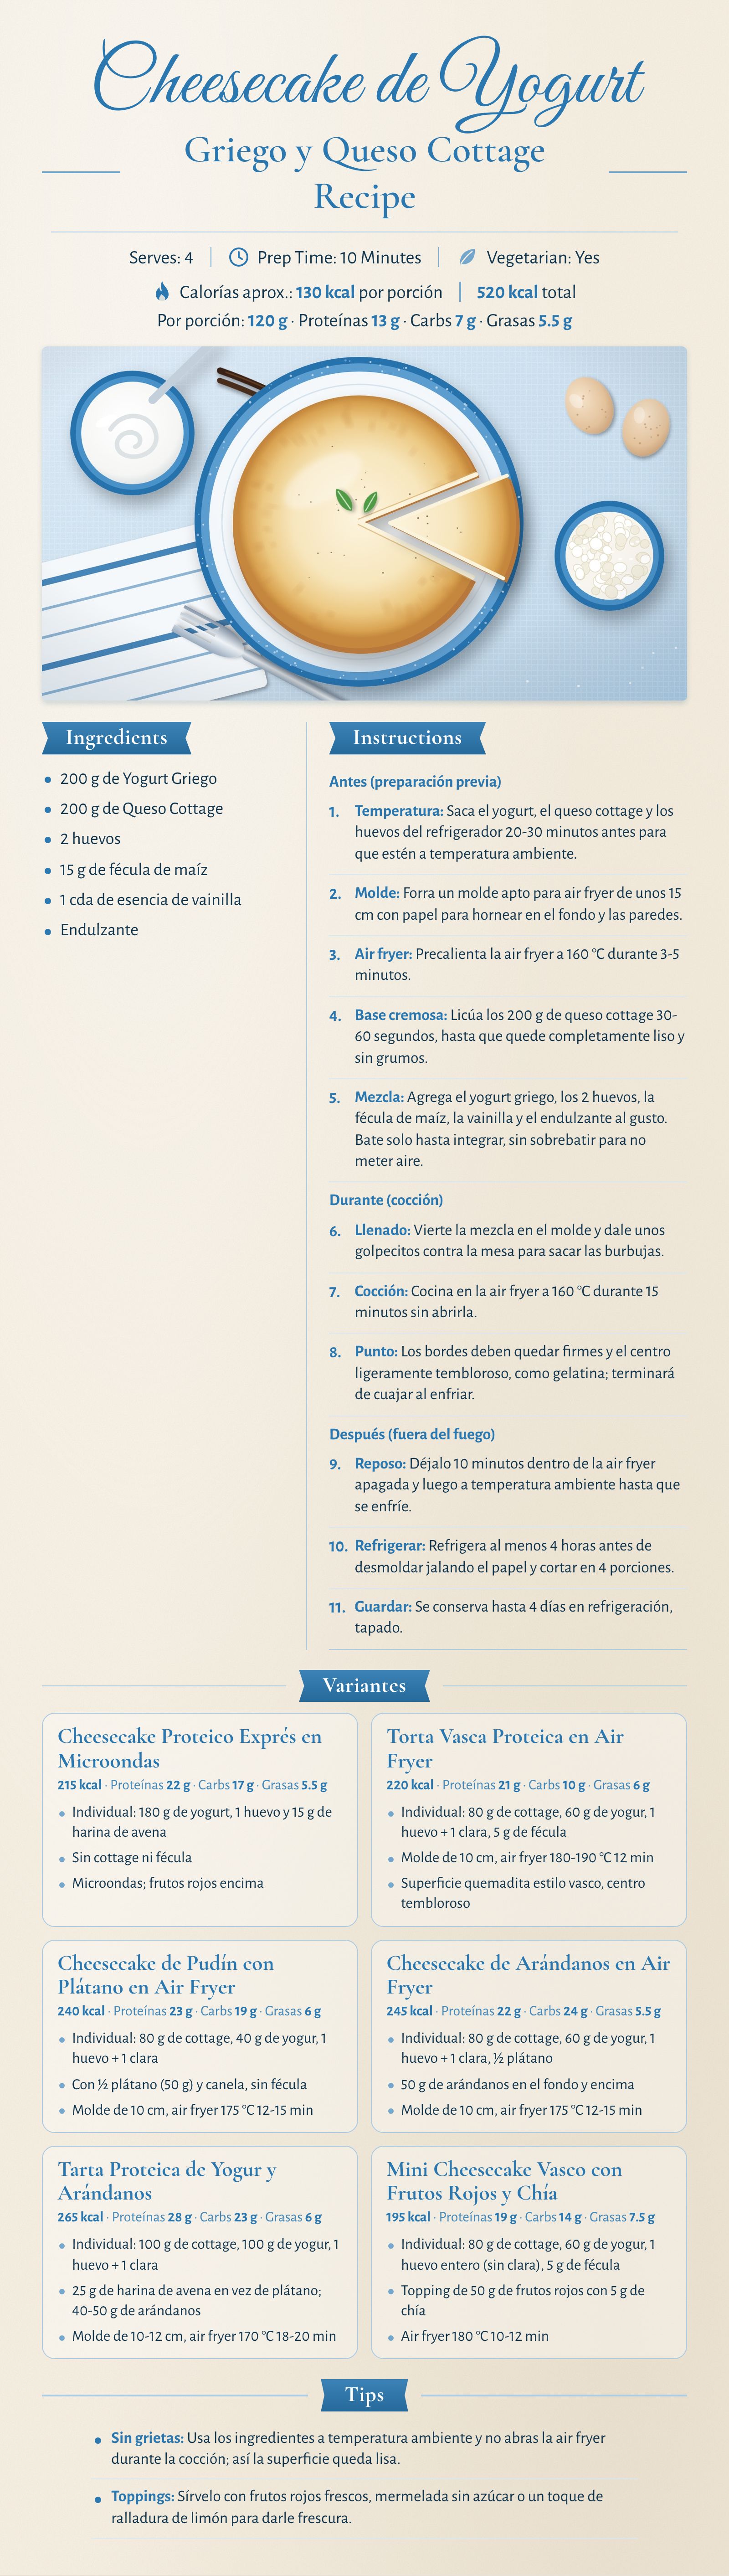 Cheesecake de Yogurt
Griego y Queso Cottage
Recipe
Serves: 4 | Prep Time: 10 Minutes | Vegetarian: Yes
Calorías aprox.: 130 kcal por porción | 520 kcal total
Por porción: 120 g · Proteínas 13 g · Carbs 7 g · Grasas 5.5 g
Ingredients
200 g de Yogurt Griego
200 g de Queso Cottage
2 huevos
15 g de fécula de maíz
1 cda de esencia de vainilla
Endulzante
Instructions
Antes (preparación previa)
1. Temperatura: Saca el yogurt, el queso cottage y los
huevos del refrigerador 20-30 minutos antes para
que estén a temperatura ambiente.
2. Molde: Forra un molde apto para air fryer de unos 15
cm con papel para hornear en el fondo y las paredes.
3. Air fryer: Precalienta la air fryer a 160 °C durante 3-5
minutos.
4. Base cremosa: Licúa los 200 g de queso cottage 30-
60 segundos, hasta que quede completamente liso y
sin grumos.
5. Mezcla: Agrega el yogurt griego, los 2 huevos, la
fécula de maíz, la vainilla y el endulzante al gusto.
Bate solo hasta integrar, sin sobrebatir para no
meter aire.
Durante (cocción)
6. Llenado: Vierte la mezcla en el molde y dale unos
golpecitos contra la mesa para sacar las burbujas.
7. Cocción: Cocina en la air fryer a 160 °C durante 15
minutos sin abrirla.
8. Punto: Los bordes deben quedar firmes y el centro
ligeramente tembloroso, como gelatina; terminará
de cuajar al enfriar.
Después (fuera del fuego)
9. Reposo: Déjalo 10 minutos dentro de la air fryer
apagada y luego a temperatura ambiente hasta que
se enfríe.
10. Refrigerar: Refrigera al menos 4 horas antes de
desmoldar jalando el papel y cortar en 4 porciones.
11. Guardar: Se conserva hasta 4 días en refrigeración,
tapado.
Variantes
Cheesecake Proteico Exprés en
Microondas
215 kcal · Proteínas 22 g · Carbs 17 g · Grasas 5.5 g
Individual: 180 g de yogurt, 1 huevo y 15 g de
harina de avena
Sin cottage ni fécula
Microondas; frutos rojos encima
Torta Vasca Proteica en Air
Fryer
220 kcal · Proteínas 21 g · Carbs 10 g · Grasas 6 g
Individual: 80 g de cottage, 60 g de yogur, 1
huevo + 1 clara, 5 g de fécula
Molde de 10 cm, air fryer 180-190 °C 12 min
Superficie quemadita estilo vasco, centro
tembloroso
Cheesecake de Pudín con
Plátano en Air Fryer
240 kcal · Proteínas 23 g · Carbs 19 g · Grasas 6 g
Individual: 80 g de cottage, 40 g de yogur, 1
huevo + 1 clara
Con ½ plátano (50 g) y canela, sin fécula
Molde de 10 cm, air fryer 175 °C 12-15 min
Cheesecake de Arándanos en Air
Fryer
245 kcal · Proteínas 22 g · Carbs 24 g · Grasas 5.5 g
Individual: 80 g de cottage, 60 g de yogur, 1
huevo + 1 clara, ½ plátano
50 g de arándanos en el fondo y encima
Molde de 10 cm, air fryer 175 °C 12-15 min
Tarta Proteica de Yogur y
Arándanos
265 kcal · Proteínas 28 g · Carbs 23 g · Grasas 6 g
Individual: 100 g de cottage, 100 g de yogur, 1
huevo + 1 clara
25 g de harina de avena en vez de plátano;
40-50 g de arándanos
Molde de 10-12 cm, air fryer 170 °C 18-20 min
Mini Cheesecake Vasco con
Frutos Rojos y Chía
195 kcal · Proteínas 19 g · Carbs 14 g · Grasas 7.5 g
Individual: 80 g de cottage, 60 g de yogur, 1
huevo entero (sin clara), 5 g de fécula
Topping de 50 g de frutos rojos con 5 g de
chía
Air fryer 180 °C 10-12 min
Tips
Sin grietas: Usa los ingredientes a temperatura ambiente y no abras la air fryer
durante la cocción; así la superficie queda lisa.
Toppings: Sírvelo con frutos rojos frescos, mermelada sin azúcar o un toque de
ralladura de limón para darle frescura.